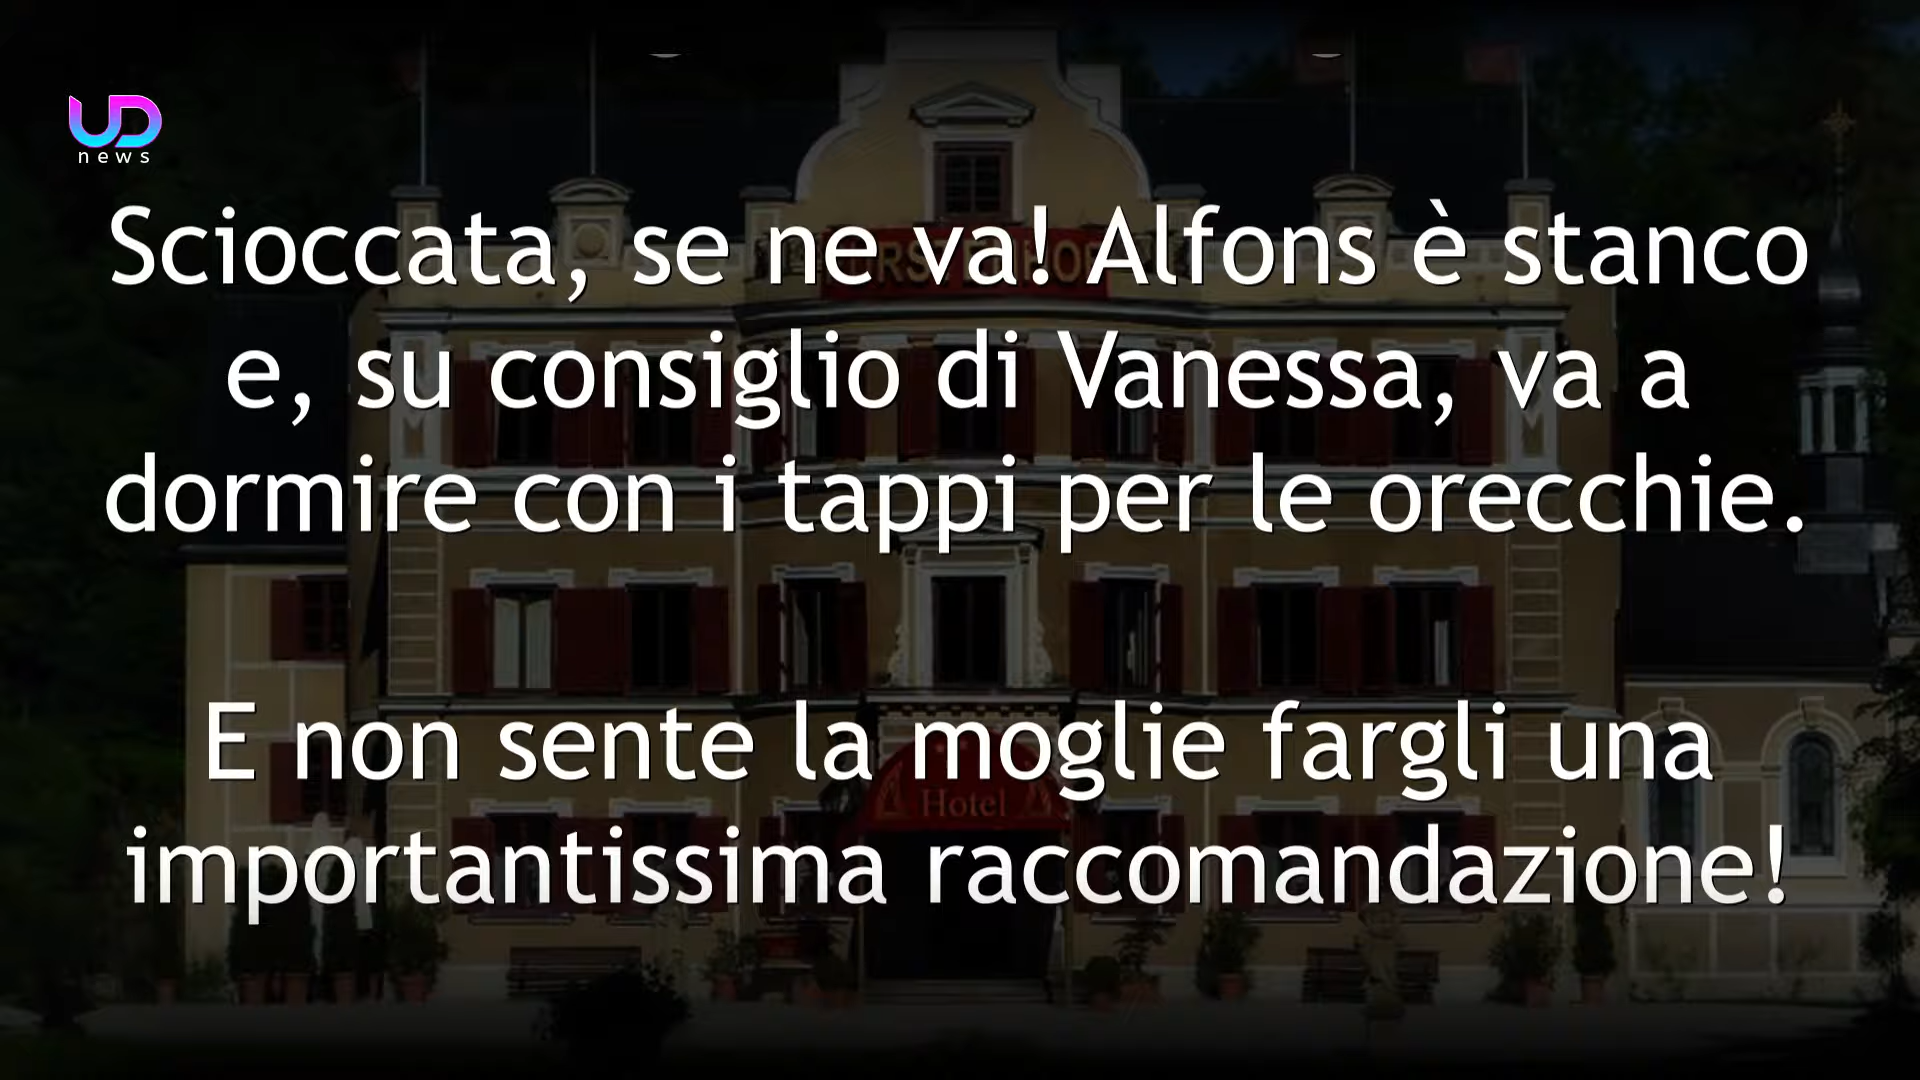 UD
news
Scioccata, se ne va! Alfons è stanco
e, su consiglio di Vanessa, va a
dormire con i tappi per le orecchie.
E non sente la moglie fargli una
Hotel
importantissima raccomandazione!